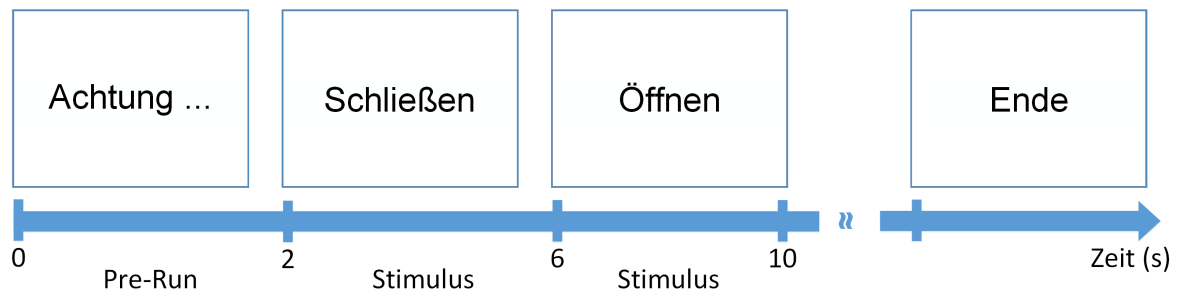 Achtung ...
Schließen
Öffnen
Ende
≈
0
2
6
10
Zeit (s)
Pre-Run
Stimulus
Stimulus